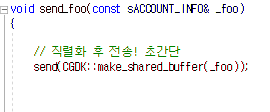 void send_foo(const sACCOUNT_INFO& _foo)
{
// 직렬화 후 전송! 초간단
send(CGDK::make_shared_buffer(_foo));